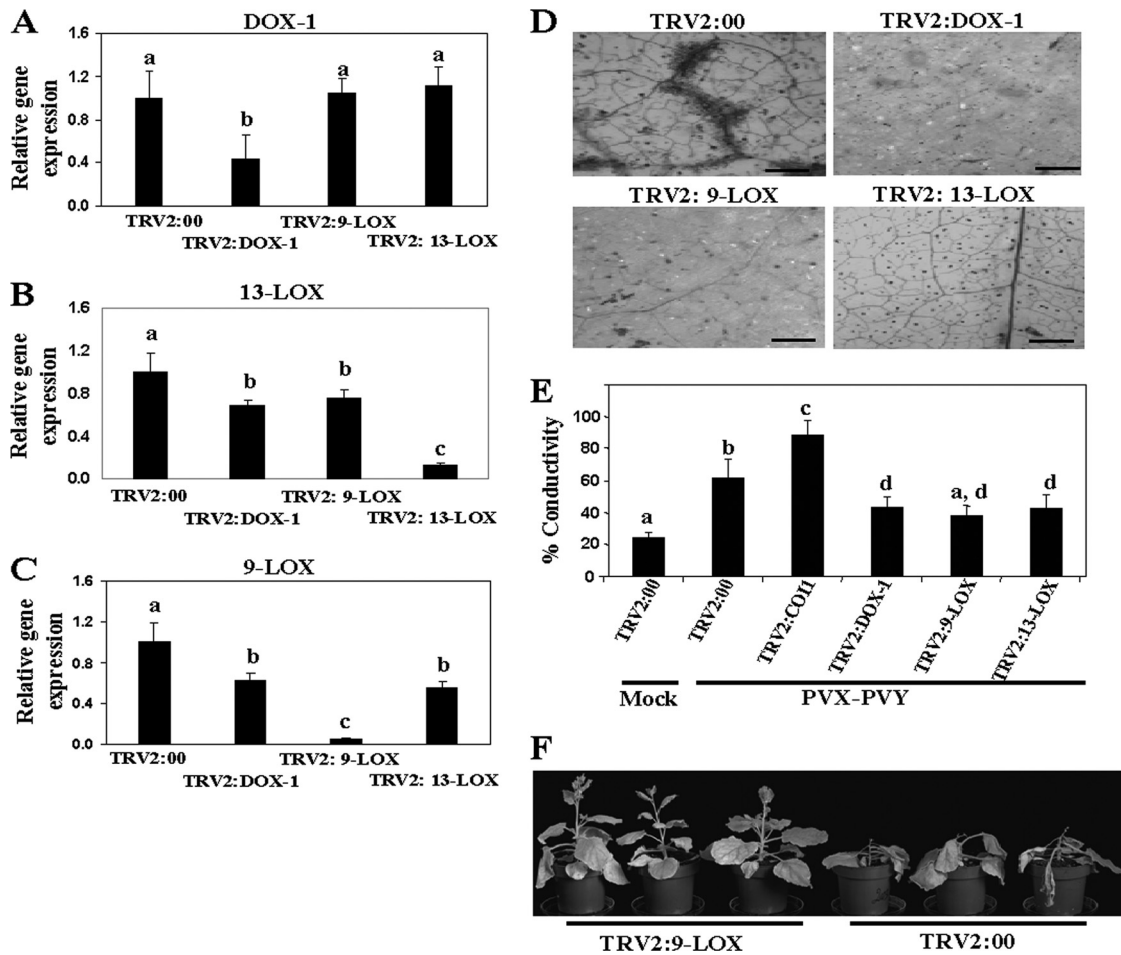 A
DOX-1
Relative gene expression
1.6
1.2
0.8
0.4
0.0
a
b
a
a
TRV2:00
TRV2:DOX-1
TRV2:9-LOX
TRV2: 13-LOX
B
13-LOX
Relative gene expression
1.6
1.2
0.8
0.4
0.0
a
b
b
c
TRV2:00
TRV2:DOX-1
TRV2: 9-LOX
TRV2: 13-LOX
C
9-LOX
Relative gene expression
1.6
1.2
0.8
0.4
0.0
a
b
c
b
TRV2:00
TRV2:DOX-1
TRV2: 9-LOX
TRV2: 13-LOX
D
TRV2:00
TRV2:DOX-1
TRV2: 9-LOX
TRV2: 13-LOX
E
% Conductivity
100
80
60
40
20
0
a
b
c
d
a, d
d
TRV2:00
TRV2:00
TRV2:COI1
TRV2:DOX-1
TRV2:9-LOX
TRV2:13-LOX
Mock
PVX-PVY
F
TRV2:9-LOX
TRV2:00